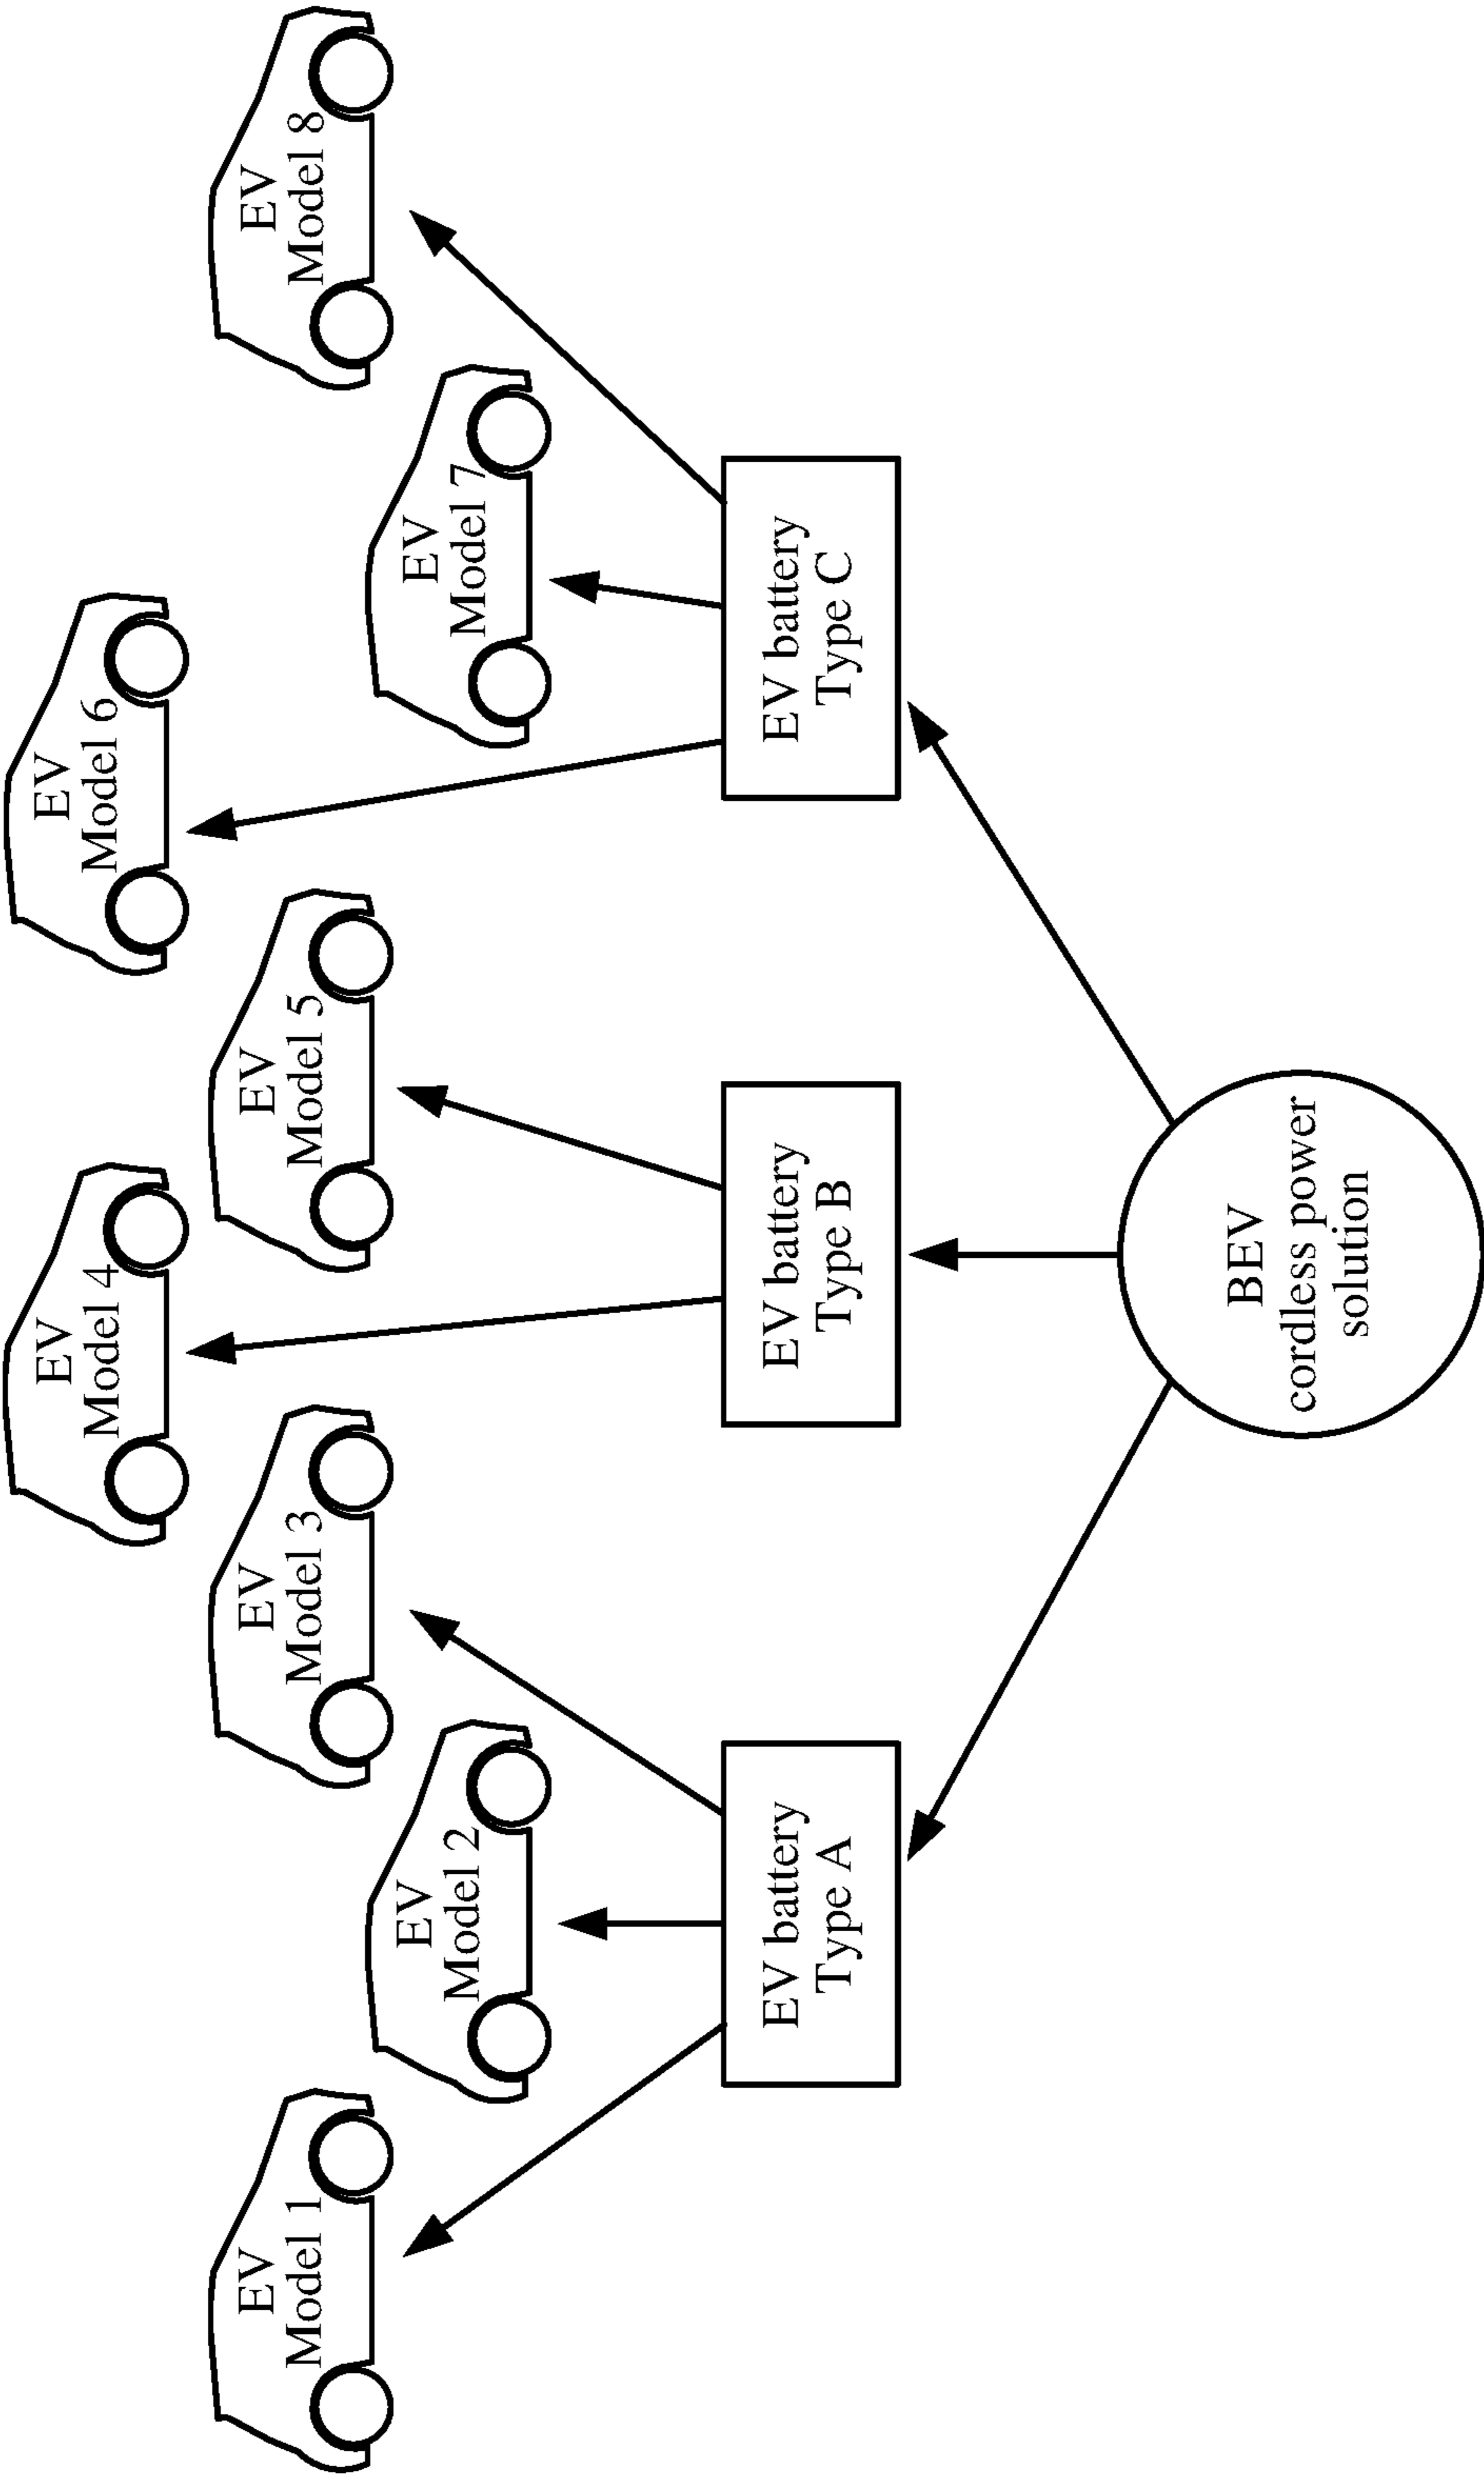 EV
Model 1
EV
Model 2
EV
Model 3
EV
Model 4
EV
Model 5
EV
Model 6
EV
Model 7
EV
Model 8
EV battery
Type A
EV battery
Type B
EV battery
Type C
BEV
cordless power
solution